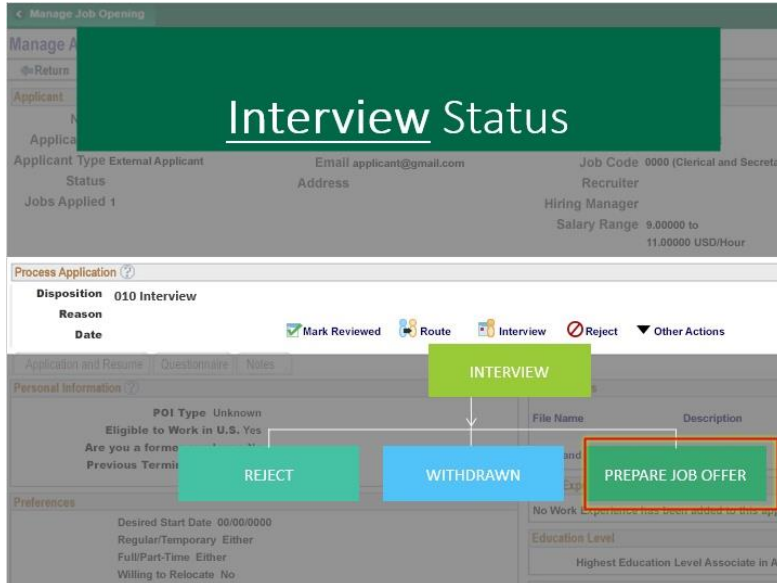 Manage Job Opening
Manage A
Return
Interview Status
Applicant
Applica
Applicant Type External Applicant
Email applicant@gmail.com
Job Code 0000 (Clerical and Secreta
Status
Address
Recruiter
Jobs Applied 1
Hiring Manager
Salary Range 9.00000 to
11.00000 USD/Hour
Process Application
Disposition 010 Interview
Reason
Date
Mark Reviewed Route Interview Reject Other Actions
Application and Resume Questionnaire Notes
INTERVIEW
Personal Information
POI Type Unknown
File Name Description
Eligible to Work in U.S. Yes
Are you a forme
Previous Termin
REJECT WITHDRAWN PREPARE JOB OFFER
Preferences
No Work Experience has been added to this app
Desired Start Date 00/00/0000
Regular/Temporary Either
Education Level
Full/Part-Time Either
Highest Education Level Associate in A
Willing to Relocate No